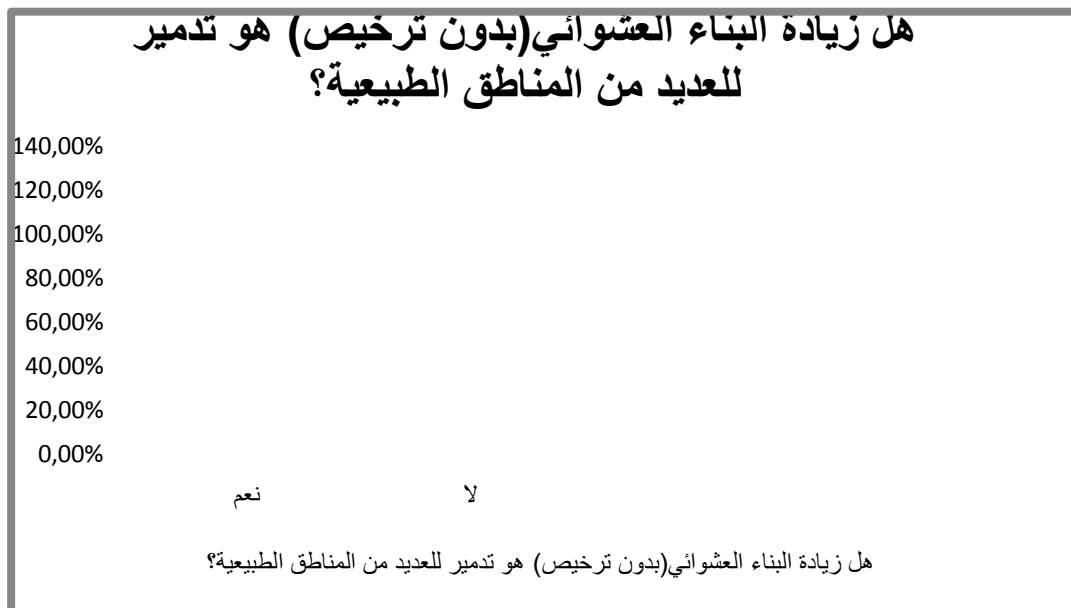 هل زيادة البناء العشوائي(بدون ترخيص) هو تدمير
للعديد من المناطق الطبيعية؟
140,00%
120,00%
100,00%
80,00%
60,00%
40,00%
20,00%
0,00%
نعم
لا
هل زيادة البناء العشوائي(بدون ترخيص) هو تدمير للعديد من المناطق الطبيعية؟